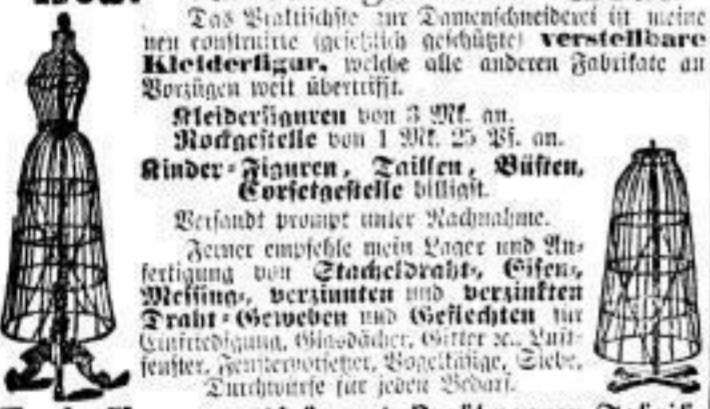 Das Praktischste zur Damenschneiderei ist meine
neu construirte (gesetzlich geschützte) verstellbare
Kleiderfigur, welche alle anderen Fabrikate an
Vorzügen weit übertrifft.
Kleiderfiguren von 3 Mk. an.
Rockgestelle von 1 Mk. 25 Pf. an.
Kinder-Figuren, Taillen, Büsten,
Corsetgestelle billigst.
Versandt prompt unter Nachnahme.
Ferner empfehle mein Lager und An-
fertigung von Stacheldraht-, Eisen-,
Messing-, verzinnten und verzinkten
Draht-Geweben und Geflechten zur
Einfriedigung, Glasdächer, Gitter ꝛc., Luft-
fenster, Fenstervorsetzer, Vogelkäfige, Siebe,
Durchwürfe für jeden Bedarf.